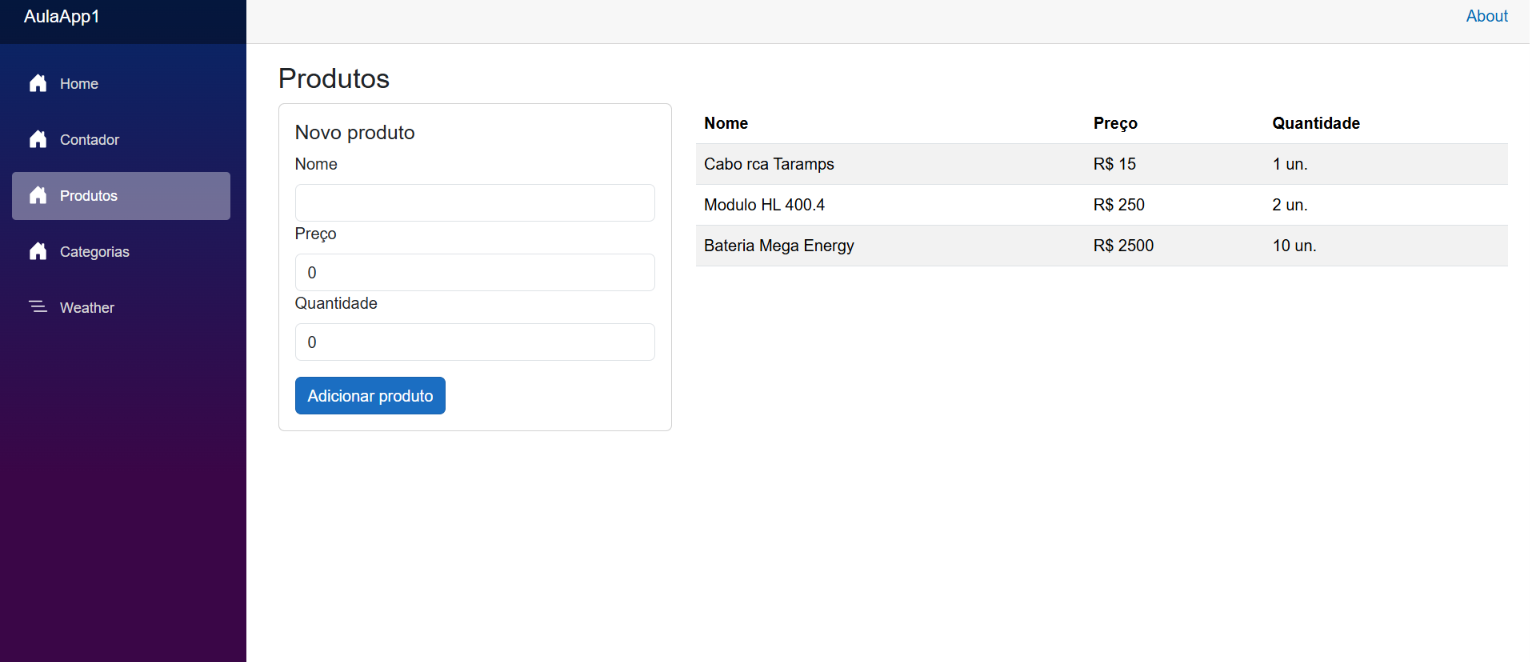 AulaApp1
About
Home
Contador
Produtos
Categorias
Weather
Produtos
Novo produto
Nome
Preço
0
Quantidade
0
Adicionar produto
Nome Preço Quantidade
Cabo rca Taramps R$ 15 1 un.
Modulo HL 400.4 R$ 250 2 un.
Bateria Mega Energy R$ 2500 10 un.